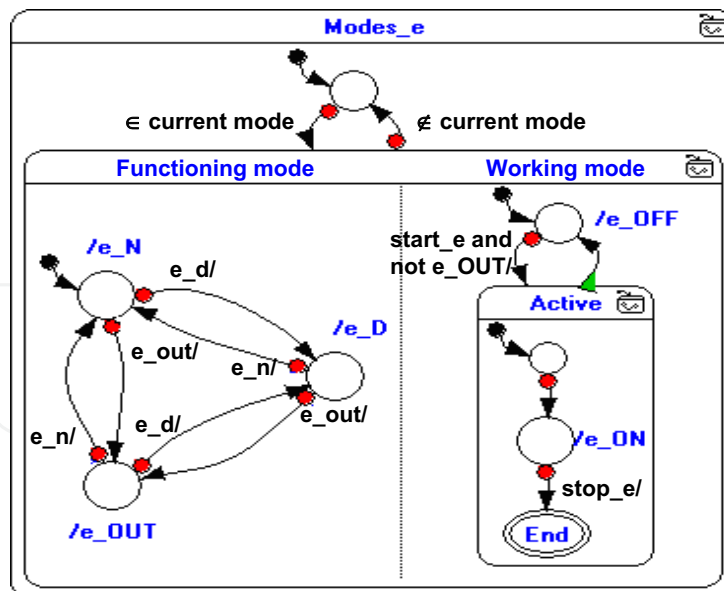 Modes_e
∈ current mode
∉ current mode
Functioning mode
Working mode
/e_N
e_d/
/e_D
e_out/
e_n/
e_out/
e_d/
e_n/
/e_OUT
/e_OFF
start_e and
not e_OUT/
Active
/e_ON
stop_e/
End